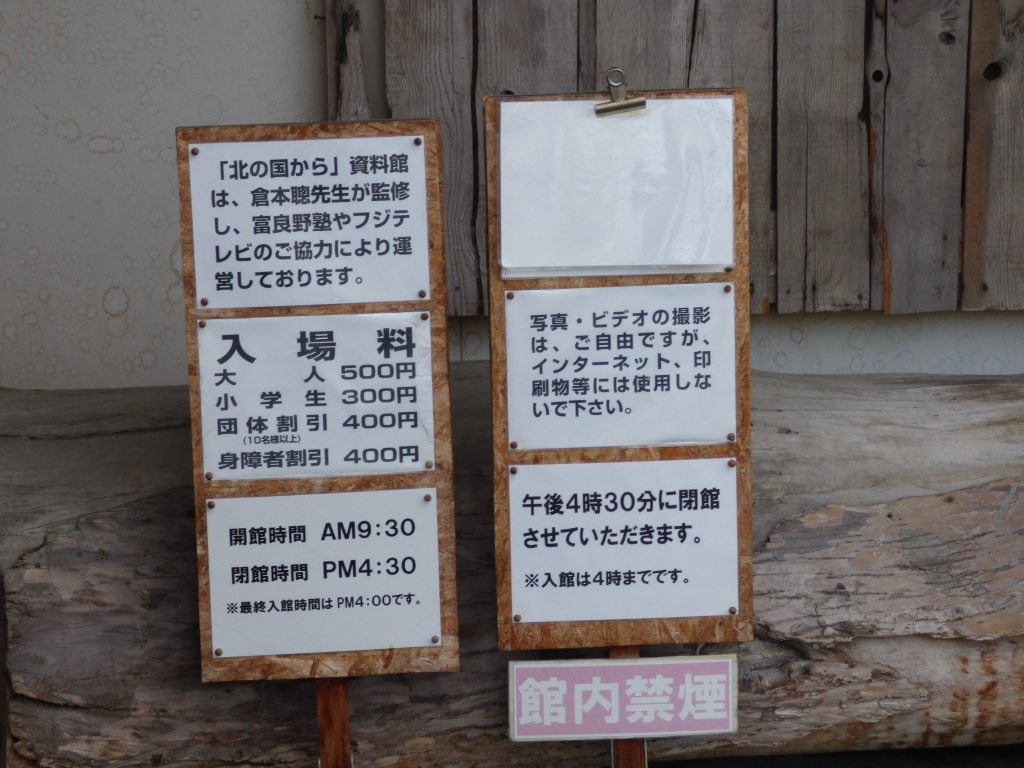 「北の国から」資料館
は、倉本聰先生が監修
し、富良野塾やフジテ
レビのご協力により運
営しております。
入場料
大人 500円
小学生 300円
団体割引 400円
(10名様以上)
身障者割引 400円
開館時間 AM9:30
閉館時間 PM4:30
※最終入館時間はPM4:00です。
写真・ビデオの撮影
は、ご自由ですが、
インターネット、印
刷物等には使用しな
いで下さい。
午後4時30分に閉館
させていただきます。
※入館は4時までです。
館内禁煙